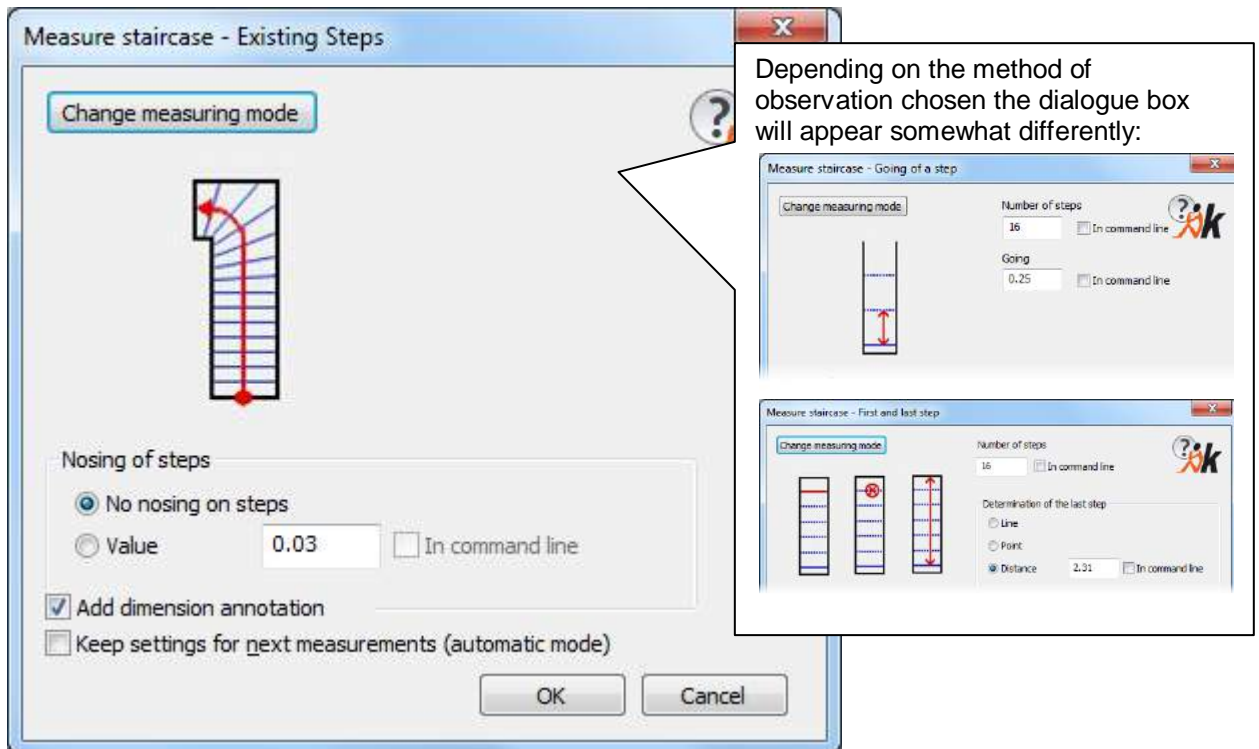 Measure staircase - Existing Steps
Change measuring mode
Nosing of steps
No nosing on steps
Value 0.03 In command line
Add dimension annotation
Keep settings for next measurements (automatic mode)
OK Cancel
Depending on the method of
observation chosen the dialogue box
will appear somewhat differently:
Measure staircase - Going of a step
Change measuring mode
Number of steps
16 In command line
Going
0.25 In command line
Measure staircase - First and last step
Change measuring mode
Number of steps
16 In command line
Determination of the last step
Line
Point
Distance 2.31 In command line